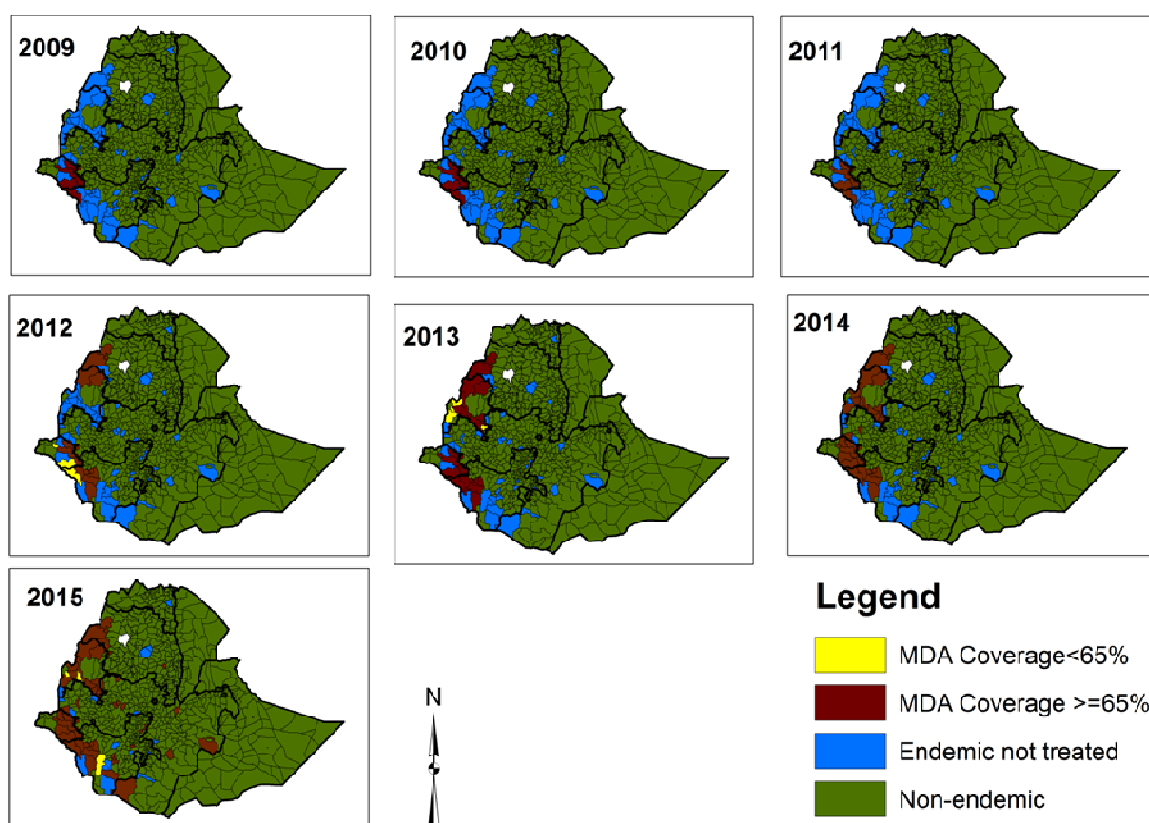 2009
2010
2011
2012
2013
2014
2015
N
Legend
MDA Coverage<65%
MDA Coverage >=65%
Endemic not treated
Non-endemic